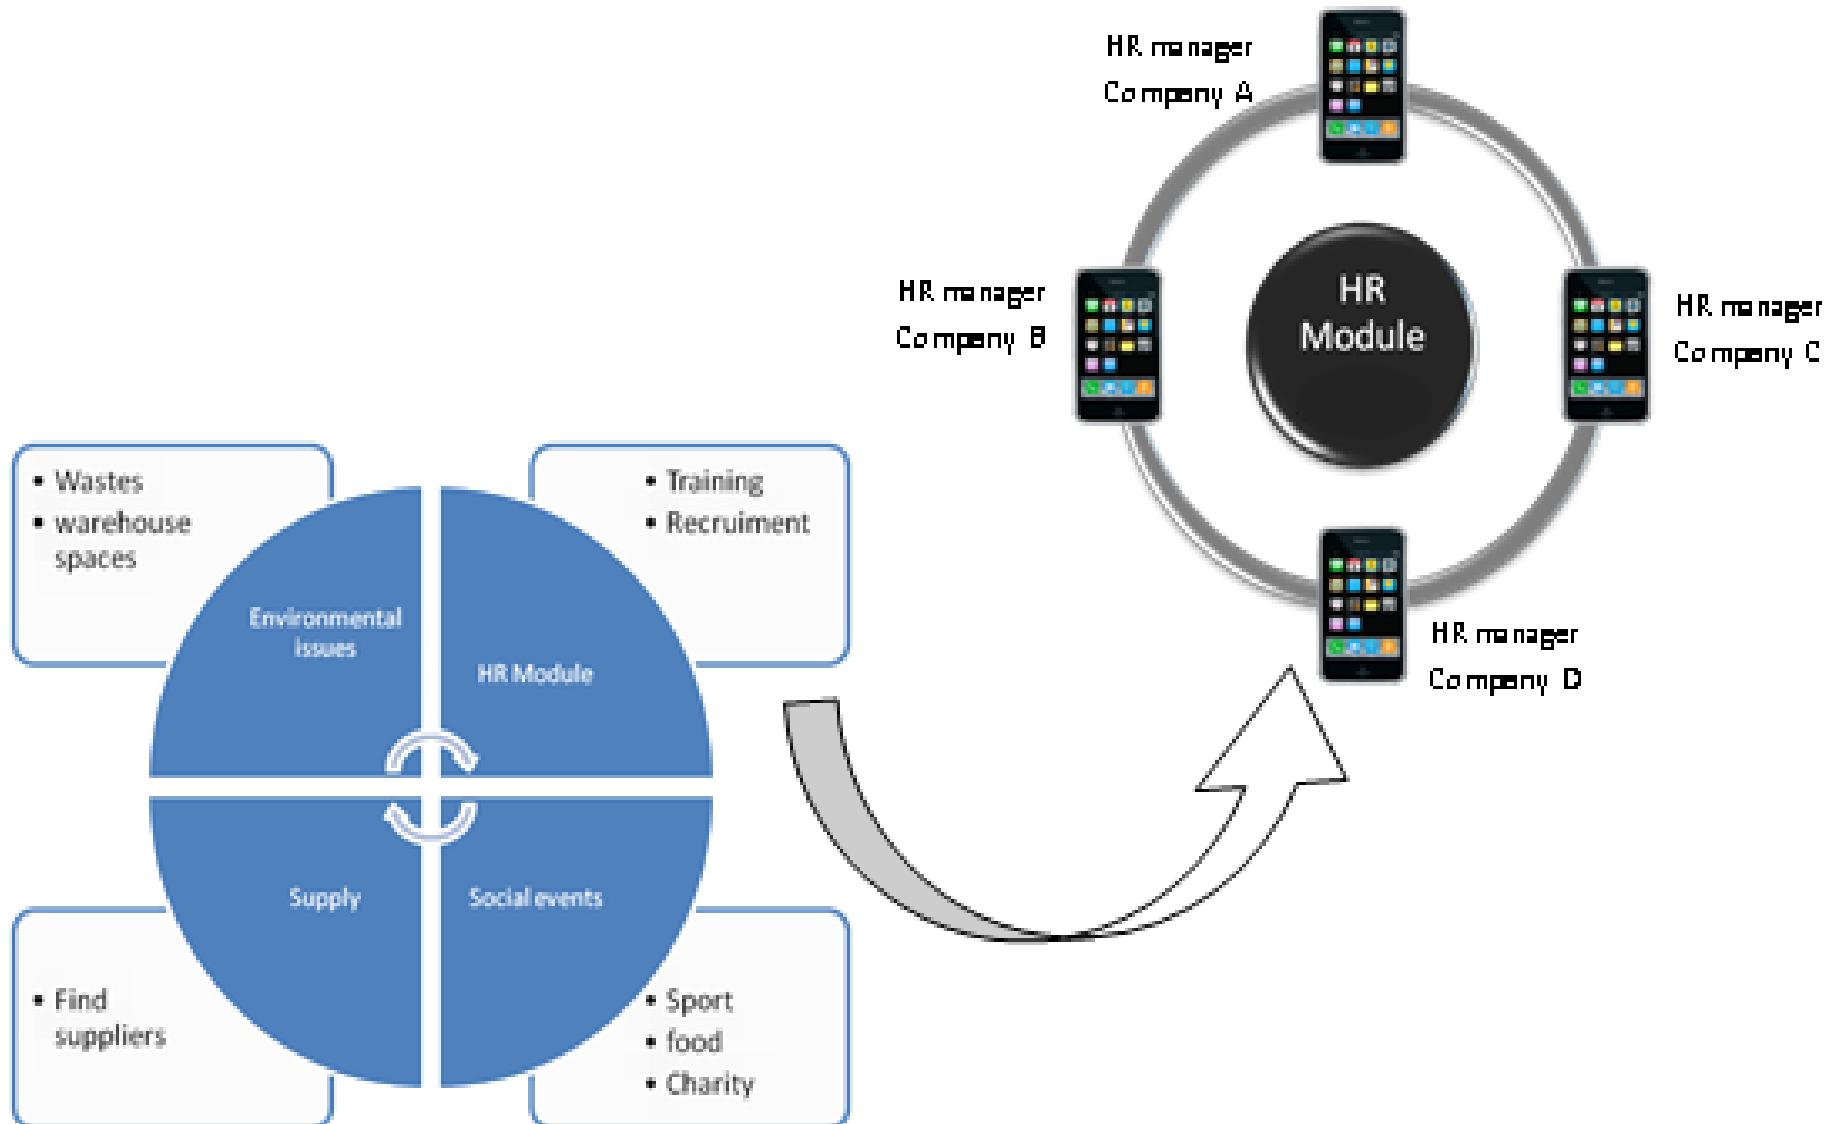 HR manager
Company A
HR manager
Company B
HR
Module
HR manager
Company C
HR manager
Company D
• Wastes
• warehouse
spaces
• Training
• Recruiment
Environmental
issues
HR Module
Supply
Social events
• Find
suppliers
• Sport
• food
• Charity